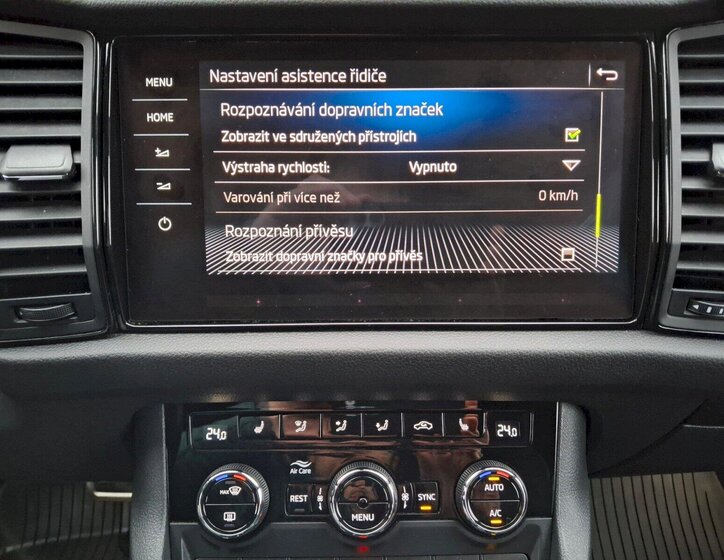 MENU
HOME
Nastavení asistence řidiče
Rozpoznávání dopravních značek
Zobrazit ve sdružených přístrojích
Výstraha rychlosti: Vypnuto
Varování při více než 0 km/h
Rozpoznání přívěsu
Zobrazit dopravní značky pro přívěs
24.0
24.0
Air Care
MAX
REST
MENU
SYNC
AUTO
A/C